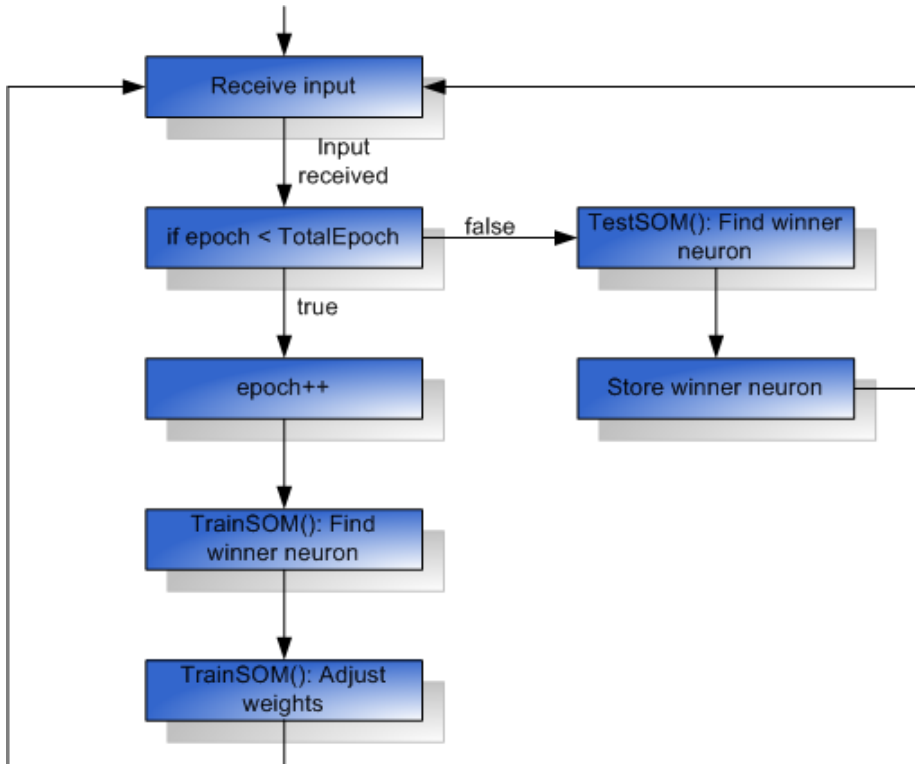 Receive input
Input
received
if epoch < TotalEpoch
false
TestSOM(): Find winner
neuron
true
epoch++
Store winner neuron
TrainSOM(): Find
winner neuron
TrainSOM(): Adjust
weights